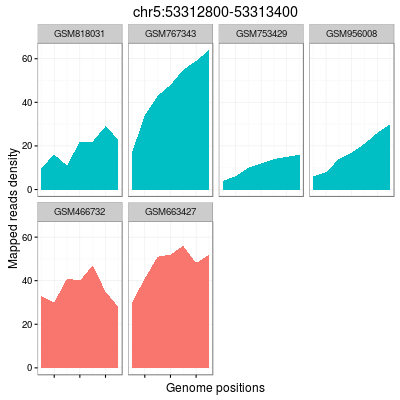 chr5:53312800-53313400
GSM818031 GSM767343 GSM753429 GSM956008
60
40
20
0
GSM466732 GSM663427
60
40
20
0
Mapped reads density
Genome positions